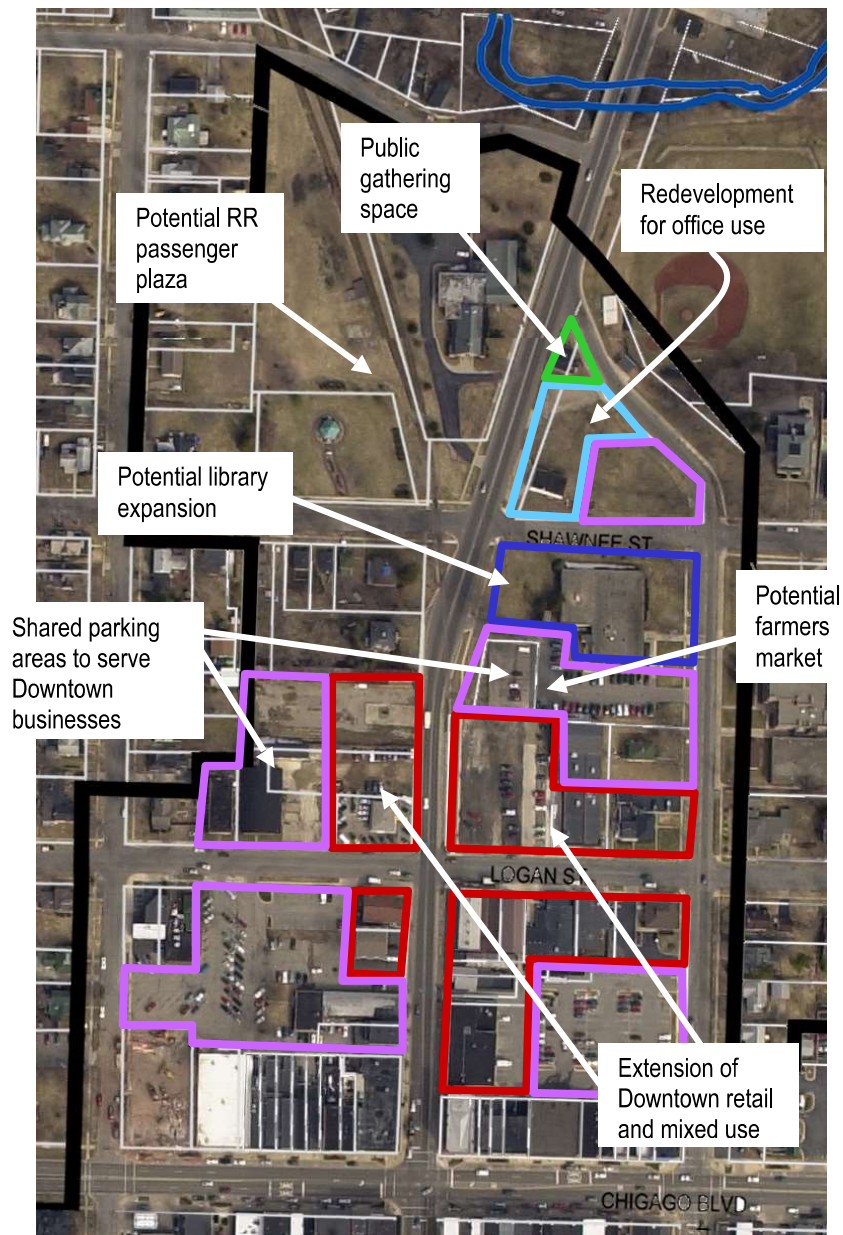 Public
gathering
space
Redevelopment
for office use
Potential RR
passenger
plaza
Potential library
expansion
SHAWNEE ST
Potential
farmers
market
Shared parking
areas to serve
Downtown
businesses
LOGAN ST
Extension of
Downtown retail
and mixed use
CHIGAGO BLVD